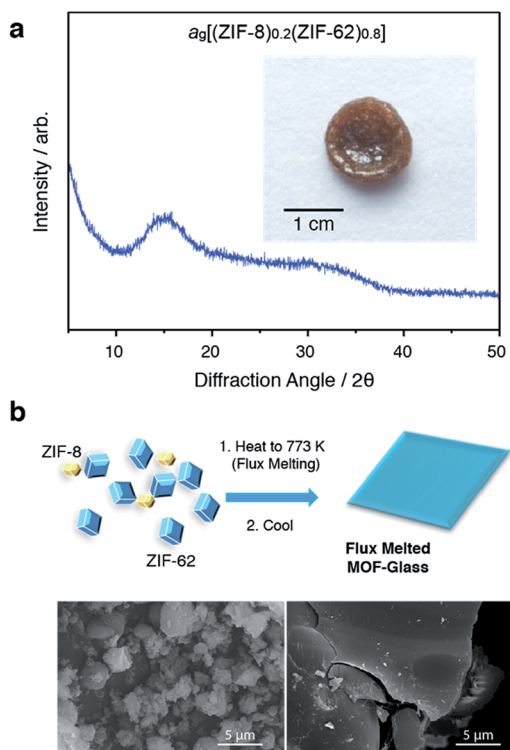 a
ag[(ZIF-8)0.2(ZIF-62)0.8]
Intensity / arb.
1 cm
10 20 30 40 50
Diffraction Angle / 2θ
b
ZIF-8
ZIF-62
1. Heat to 773 K
(Flux Melting)
2. Cool
Flux Melted
MOF-Glass
5 μm
5 μm